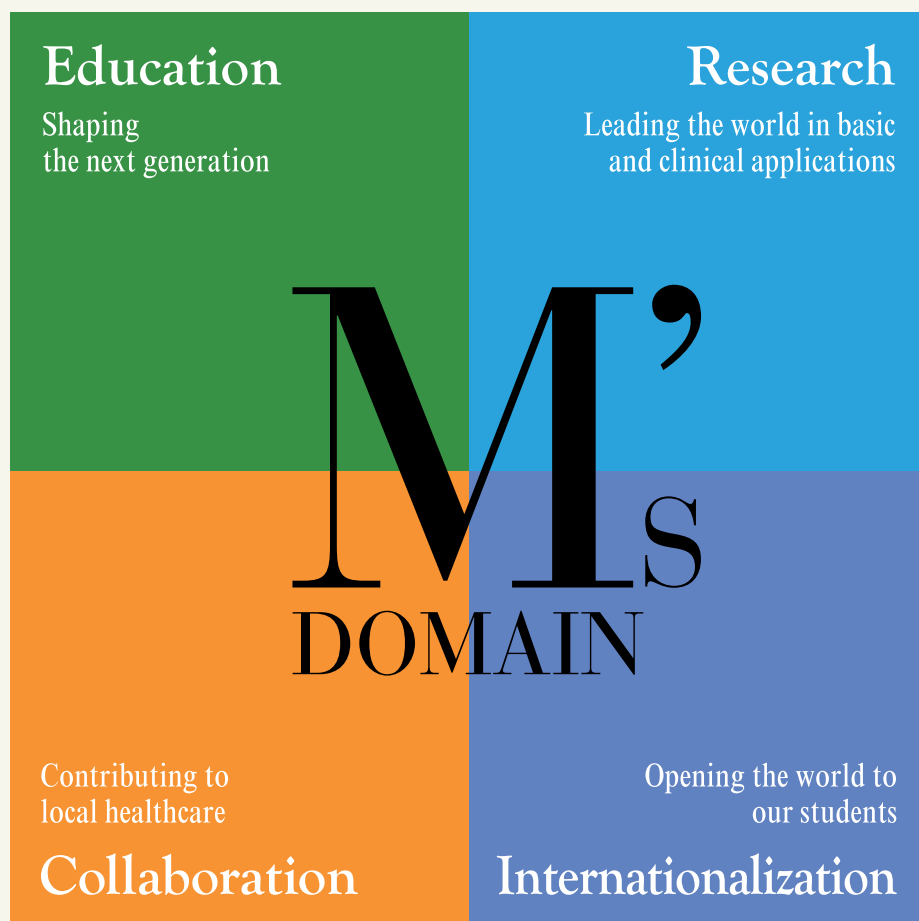 Education
Shaping
the next generation
Research
Leading the world in basic
and clinical applications
M's
DOMAIN
Contributing to
local healthcare
Collaboration
Opening the world to
our students
Internationalization